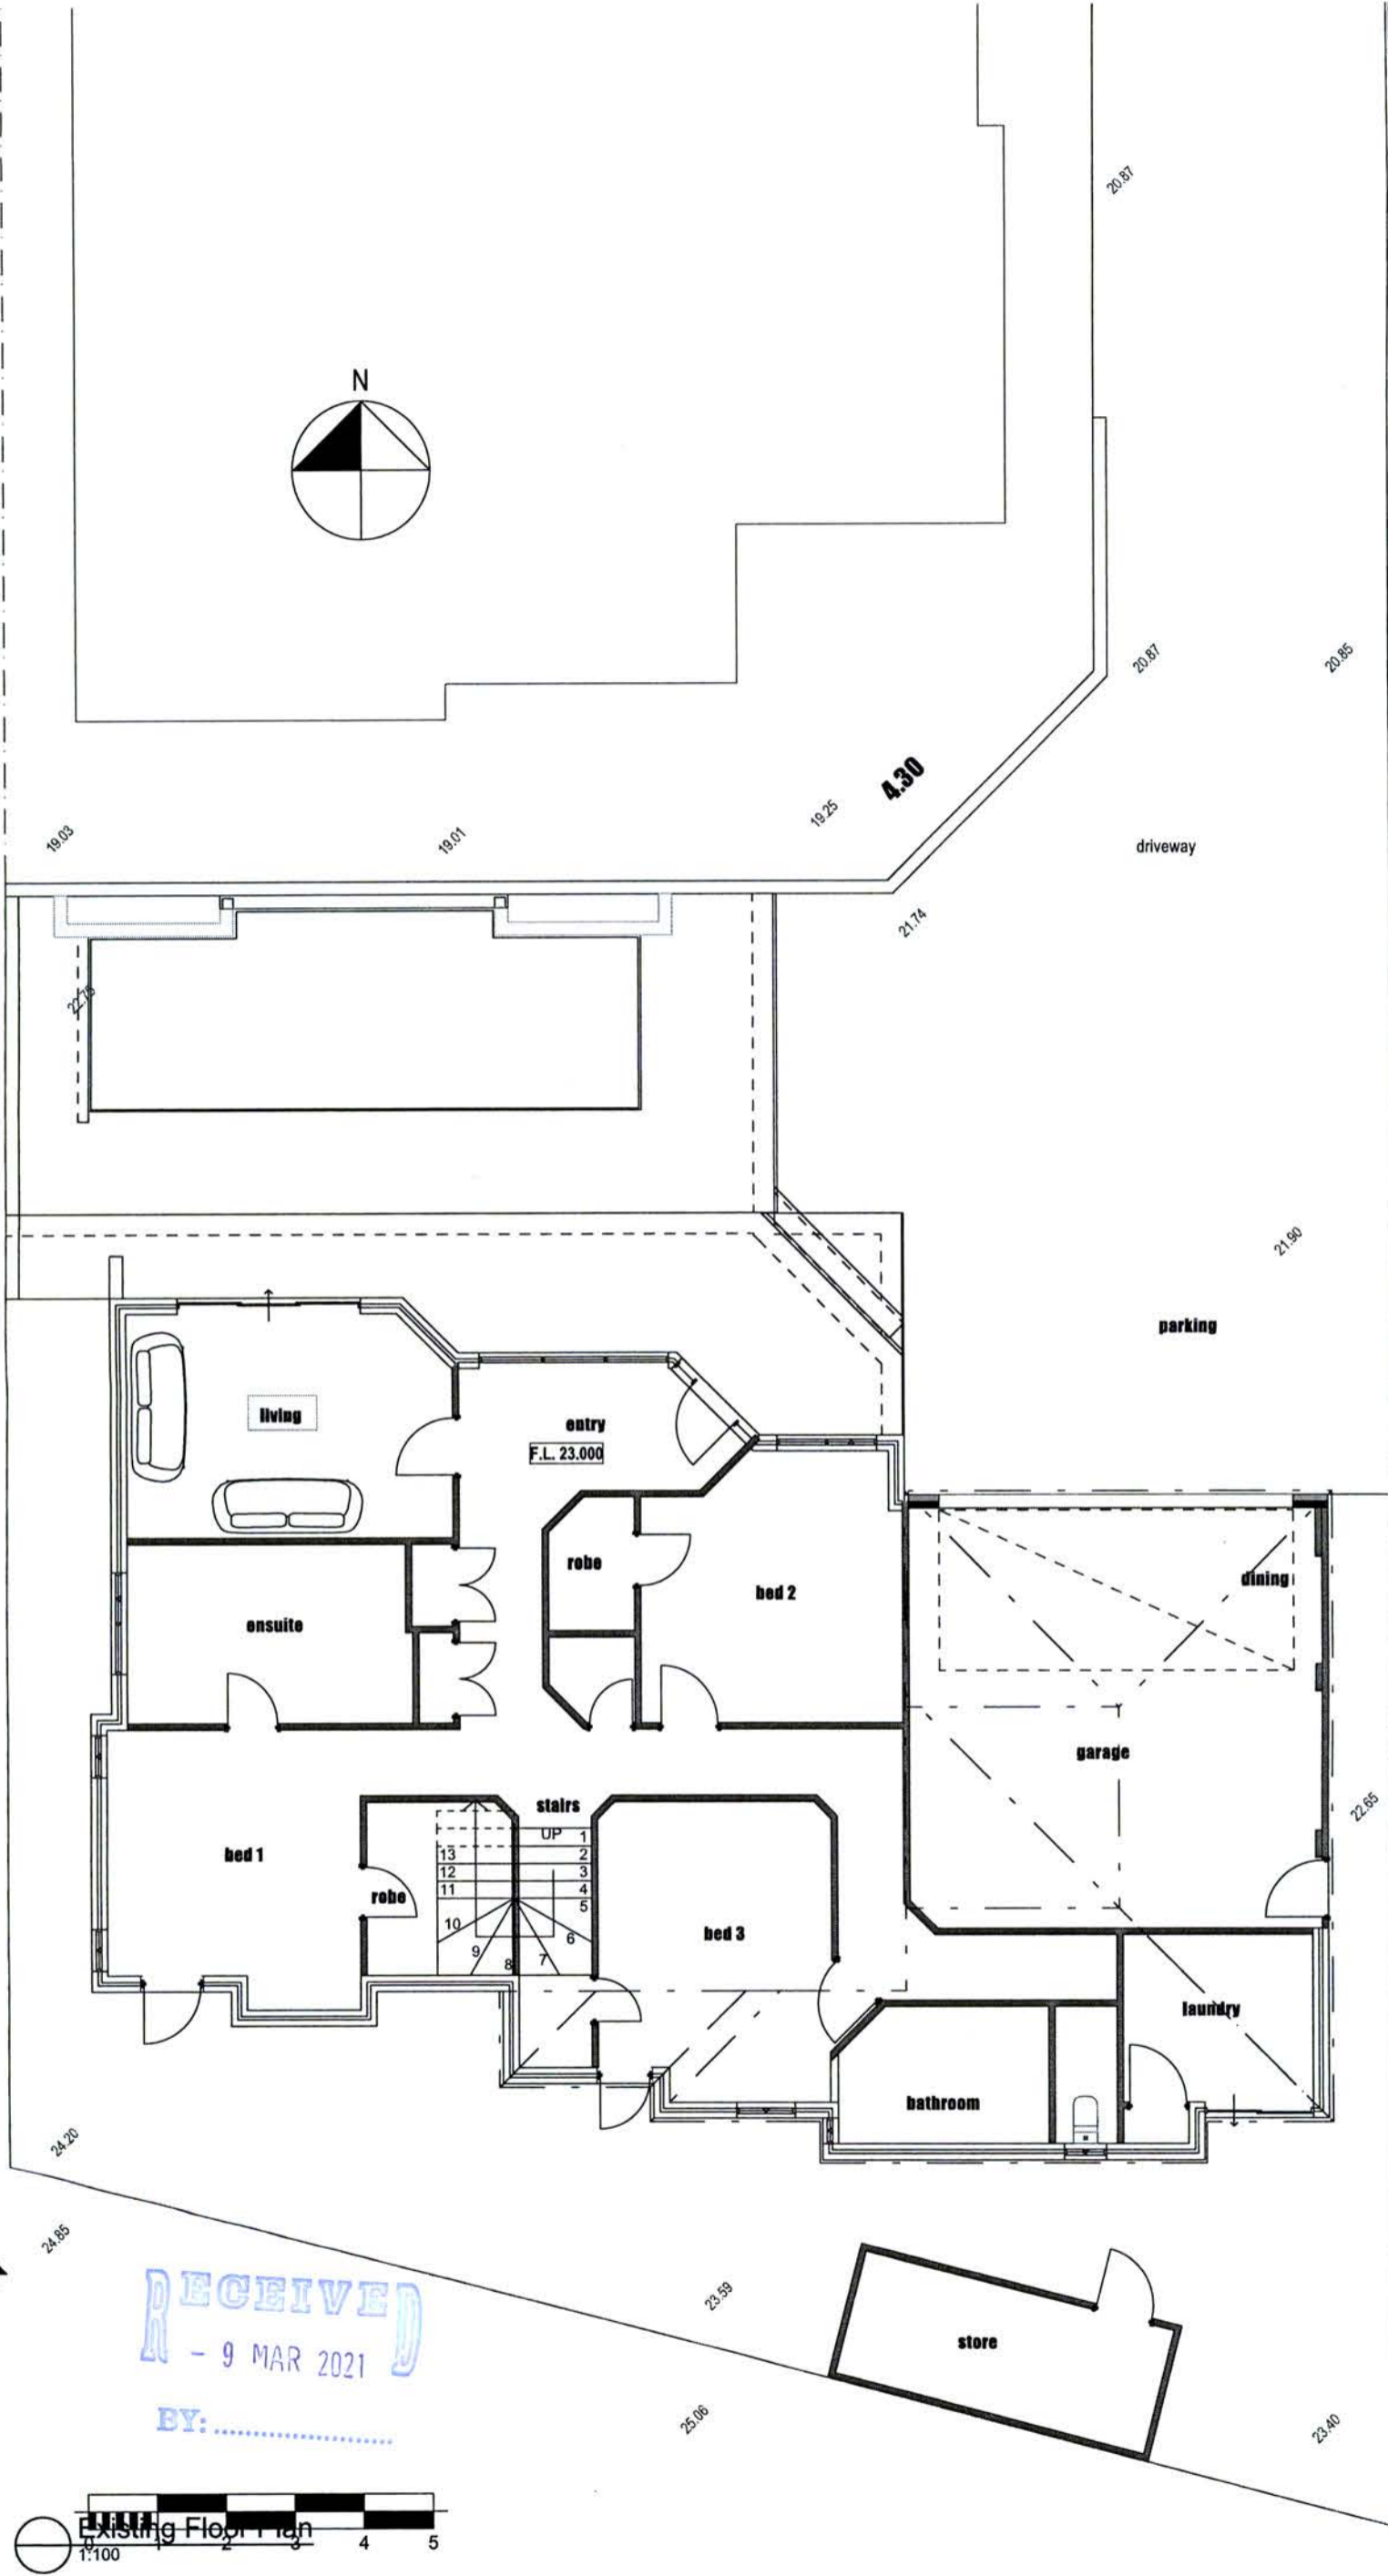 20.87
N
20.87
20.85
4.30
19.25
19.03
19.01
driveway
21.74
22.78
21.90
parking
living
entry
F.L. 23.000
robe
dining
bed 2
ensuite
garage
stairs
22.65
UP 1
2
3
4
5
6
7
8
9
10
11
12
13
bed 1
robe
bed 3
laundry
bathroom
24.20
24.85
RECEIVED
- 9 MAR 2021
BY:
23.59
store
25.06
23.40
Existing Floor Plan
0 1 2 3 4 5
1:100